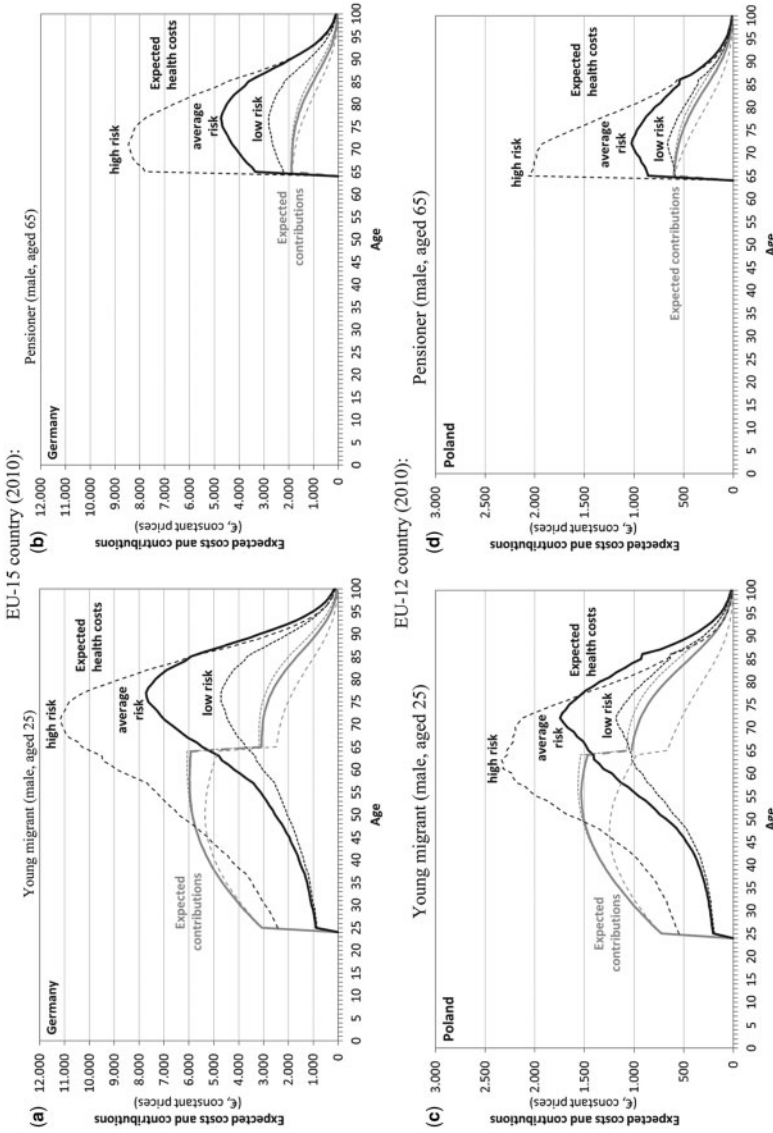 EU-15 country (2010):
Young migrant (male, aged 25)
(a)
Germany
Expected costs and contributions
(€, constant prices)
12.000
11.000
10.000
9.000
8.000
7.000
6.000
5.000
4.000
3.000
2.000
1.000
0
high risk
Expected
health costs
average
risk
low risk
Expected
contributions
0 5 10 15 20 25 30 35 40 45 50 55 60 65 70 75 80 85 90 95 100
Age
Pensioner (male, aged 65)
(b)
Germany
Expected costs and contributions
(€, constant prices)
12.000
11.000
10.000
9.000
8.000
7.000
6.000
5.000
4.000
3.000
2.000
1.000
0
high risk
Expected
health costs
average
risk
low risk
Expected
contributions
0 5 10 15 20 25 30 35 40 45 50 55 60 65 70 75 80 85 90 95 100
Age
EU-12 country (2010):
Young migrant (male, aged 25)
(c)
Poland
Expected costs and contributions
(€, constant prices)
3.000
2.500
2.000
1.500
1.000
500
0
high risk
Expected
health costs
average
risk
low risk
Expected
contributions
0 5 10 15 20 25 30 35 40 45 50 55 60 65 70 75 80 85 90 95 100
Age
Pensioner (male, aged 65)
(d)
Poland
Expected costs and contributions
(€, constant prices)
3.000
2.500
2.000
1.500
1.000
500
0
high risk
Expected
health costs
average
risk
low risk
Expected contributions
0 5 10 15 20 25 30 35 40 45 50 55 60 65 70 75 80 85 90 95 100
Age